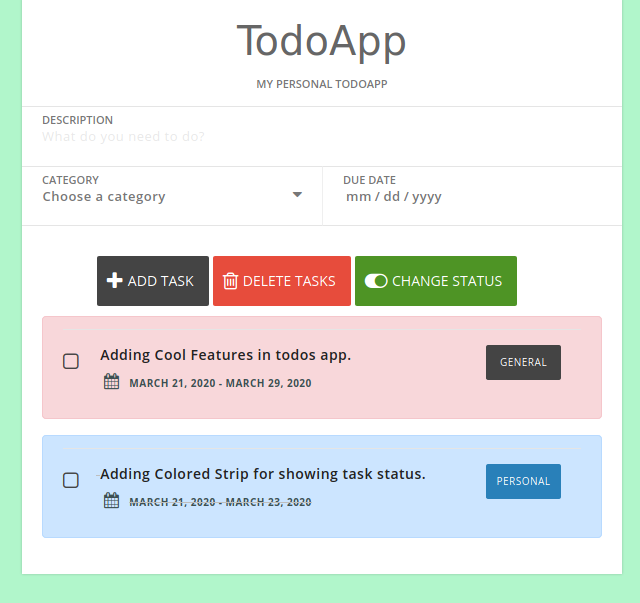 TodoApp
MY PERSONAL TODOAPP
DESCRIPTION
What do you need to do?
CATEGORY
Choose a category
DUE DATE
mm / dd / yyyy
ADD TASK
DELETE TASKS
CHANGE STATUS
Adding Cool Features in todos app.
MARCH 21, 2020 - MARCH 29, 2020
GENERAL
Adding Colored Strip for showing task status.
MARCH 21, 2020 - MARCH 23, 2020
PERSONAL